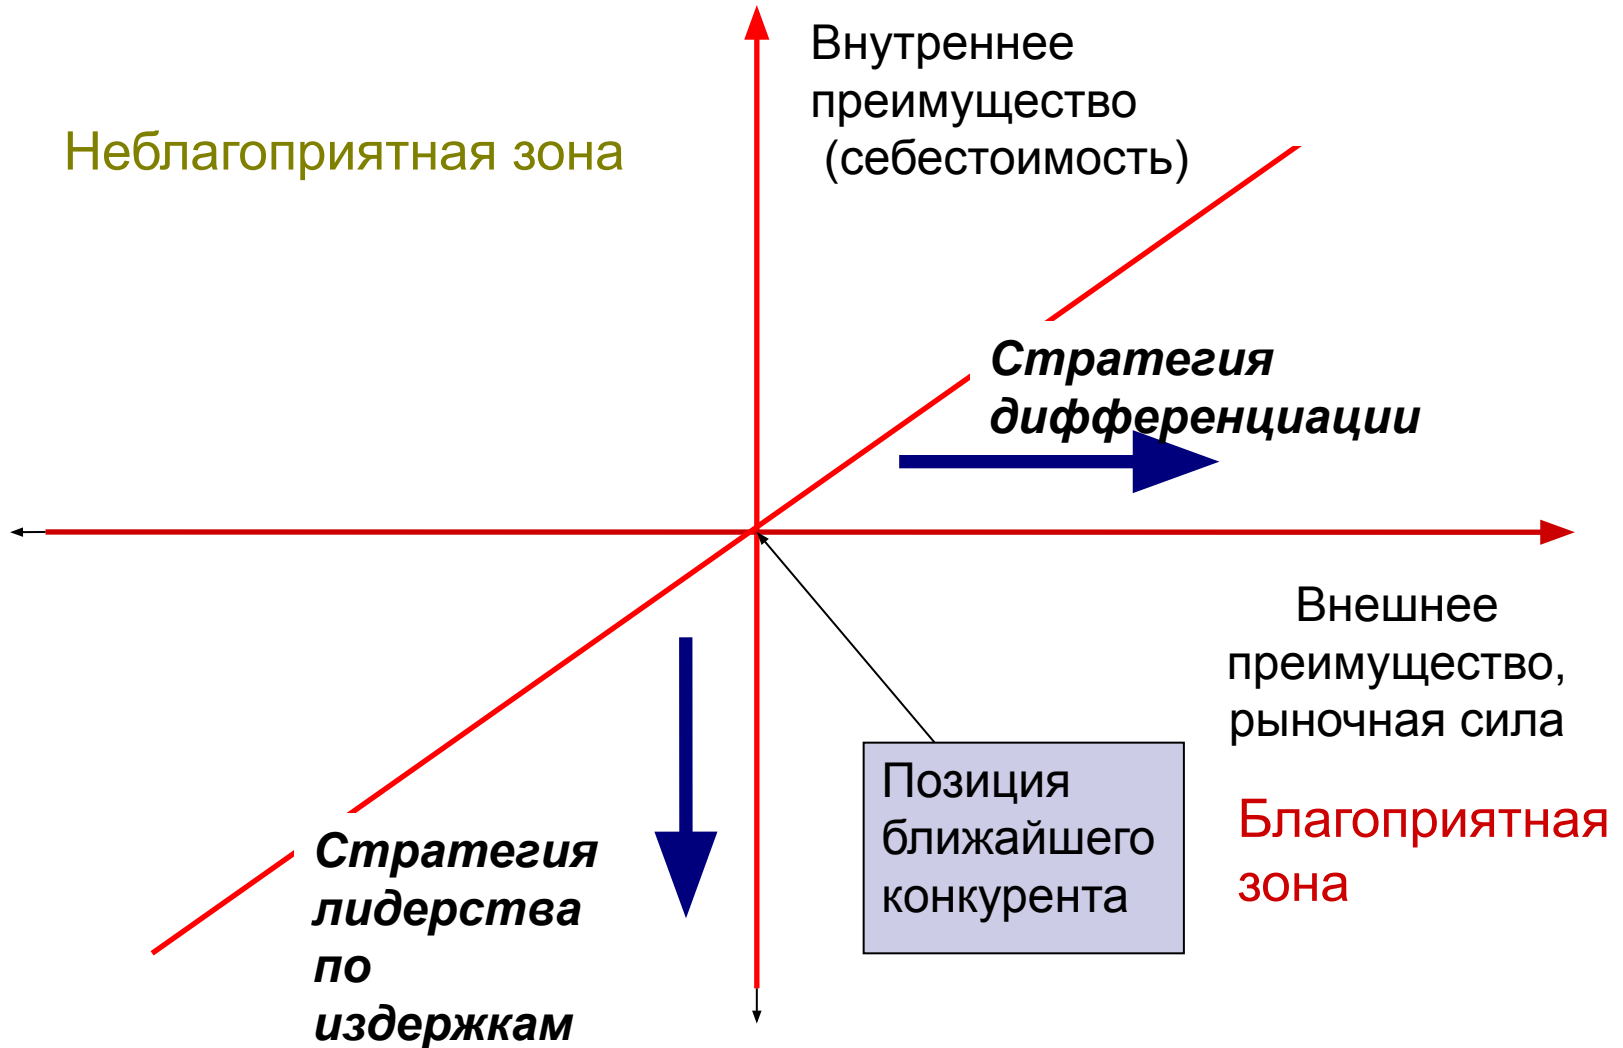 Внутреннее
преимущество
(себестоимость)
Неблагоприятная зона
Стратегия
дифференциации
Внешнее
преимущество,
рыночная сила
Позиция
ближайшего
конкурента
Благоприятная
зона
Стратегия
лидерства
по
издержкам